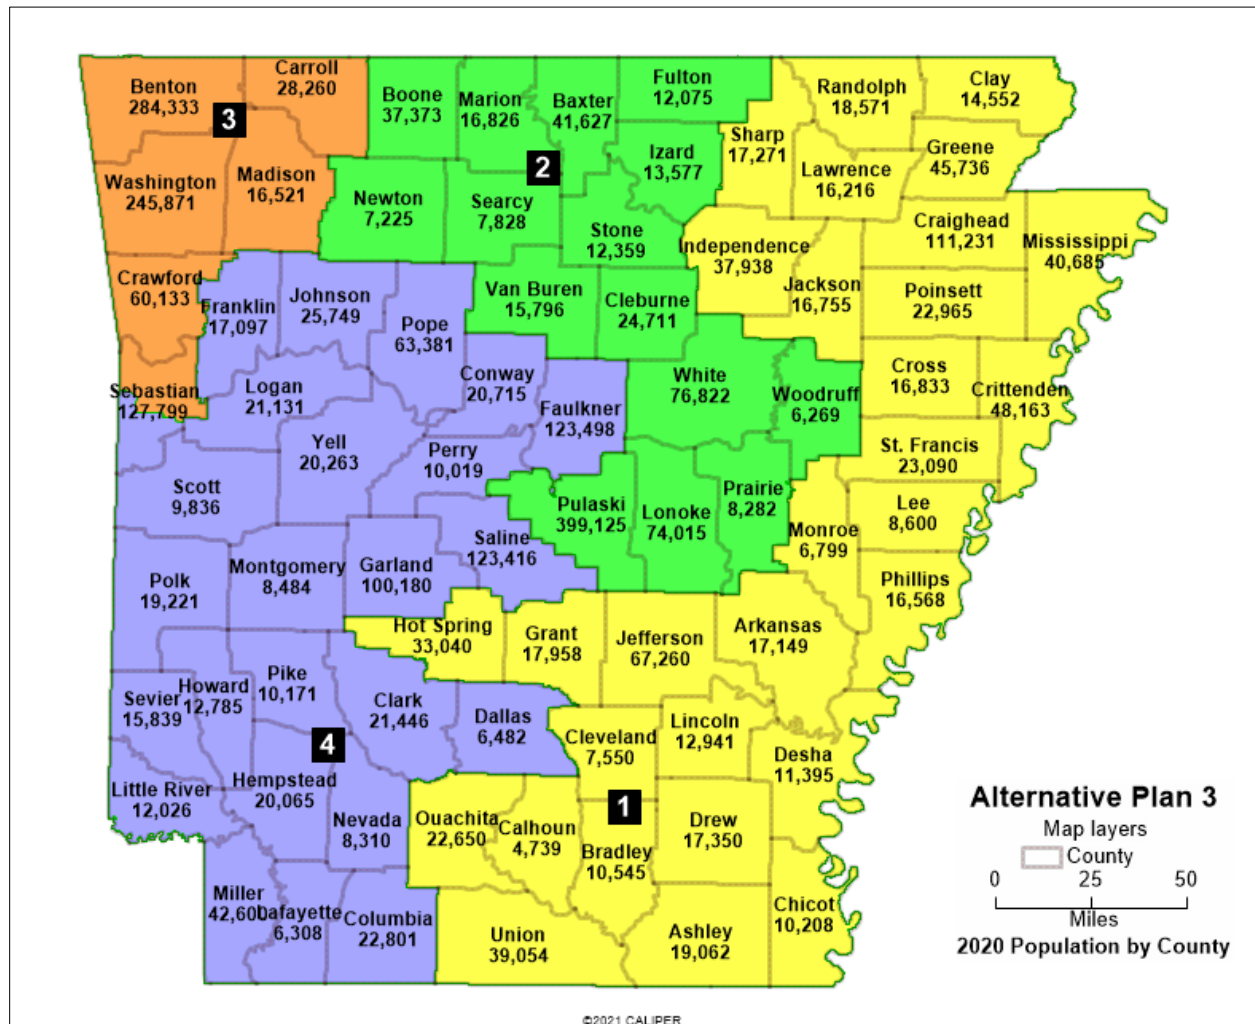 Benton
284,333
Carroll
28,260
3
Washington
245,871
Madison
16,521
Crawford
60,133
Sebastian
127,799
Boone
37,373
Marion
16,826
Baxter
41,627
Fulton
12,075
2
Izard
13,577
Newton
7,225
Searcy
7,828
Stone
12,359
Van Buren
15,796
Cleburne
24,711
White
76,822
Woodruff
6,269
Pulaski
399,125
Lonoke
74,015
Prairie
8,282
Randolph
18,571
Clay
14,552
Sharp
17,271
Lawrence
16,216
Greene
45,736
Independence
37,938
Jackson
16,755
Craighead
111,231
Mississippi
40,685
Poinsett
22,965
Cross
16,833
Crittenden
48,163
St. Francis
23,090
Lee
8,600
Monroe
6,799
Phillips
16,568
Franklin
17,097
Johnson
25,749
Pope
63,381
Logan
21,131
Conway
20,715
Faulkner
123,498
Yell
20,263
Perry
10,019
Scott
9,836
Saline
123,416
Polk
19,221
Montgomery
8,484
Garland
100,180
Hot Spring
33,040
Grant
17,958
Jefferson
67,260
Arkansas
17,149
Sevier
15,839
Howard
12,785
Pike
10,171
Clark
21,446
Dallas
6,482
4
Cleveland
7,550
Lincoln
12,941
Desha
11,395
Little River
12,026
Hempstead
20,065
Nevada
8,310
Ouachita
22,650
Calhoun
4,739
1
Bradley
10,545
Drew
17,350
Miller
42,600
Lafayette
6,308
Columbia
22,801
Union
39,054
Ashley
19,062
Chicot
10,208
Alternative Plan 3
Map layers
County
0 25 50
Miles
2020 Population by County
©2021 CALIPER